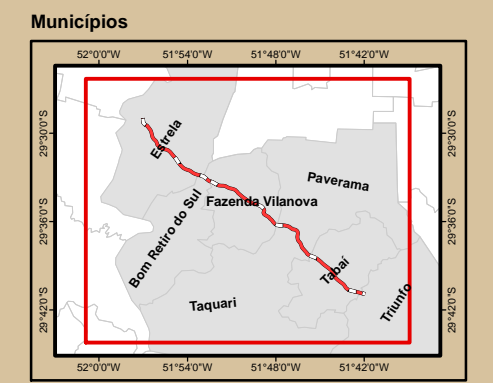 Municípios
52°0'0"W 51°54'0"W 51°48'0"W 51°42'0"W
29°30'0"S 29°30'0"S
Estrela
Paverama
Fazenda Vilanova
Bom Retiro do Sul
29°36'0"S 29°36'0"S
Tabaí
Taquari
Triunfo
29°42'0"S 29°42'0"S
52°0'0"W 51°54'0"W 51°48'0"W 51°42'0"W